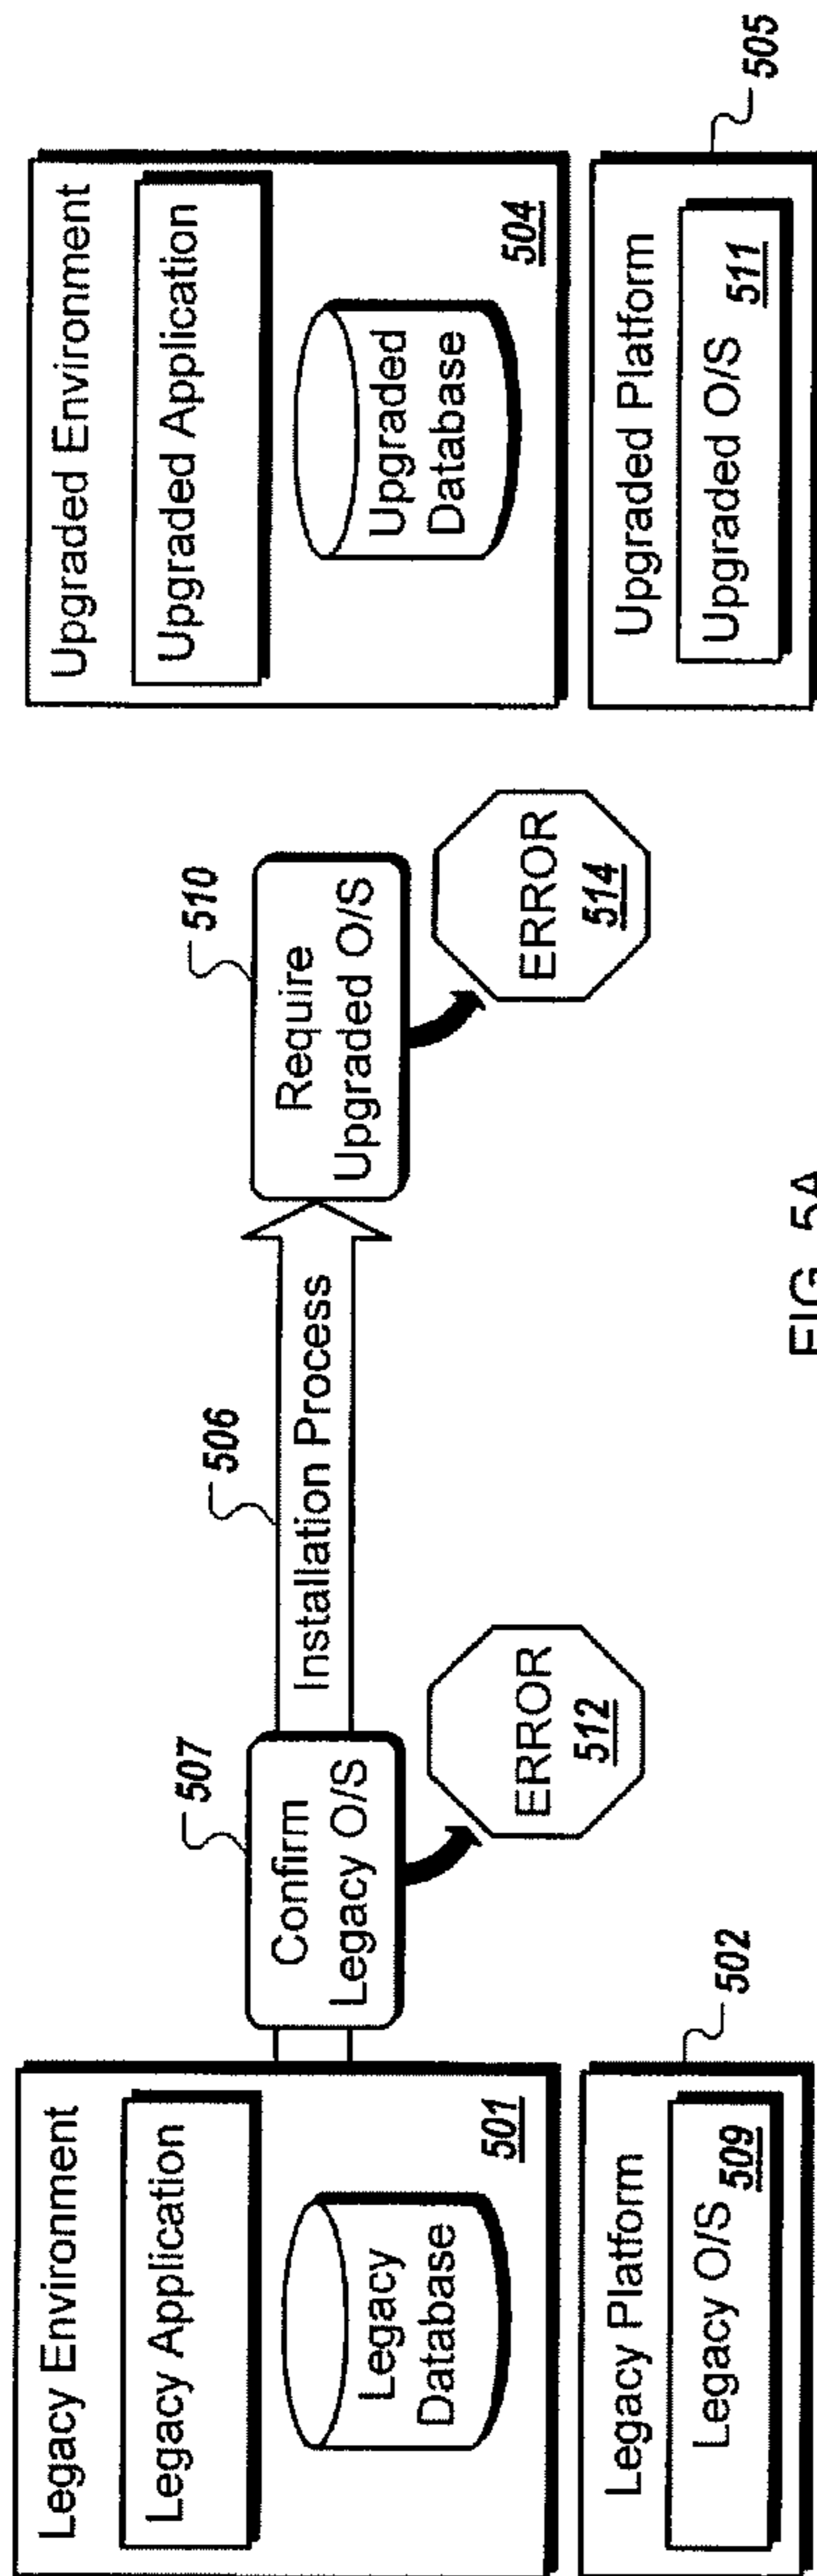 Legacy Environment
Legacy Application
Legacy
Database
501
Legacy Platform
Legacy O/S
509
502
507
Confirm
Legacy O/S
ERROR
512
506
Installation Process
510
Require
Upgraded O/S
ERROR
514
Upgraded Environment
Upgraded Application
Upgraded
Database
504
Upgraded Platform
Upgraded O/S
511
505
FIG. 5A